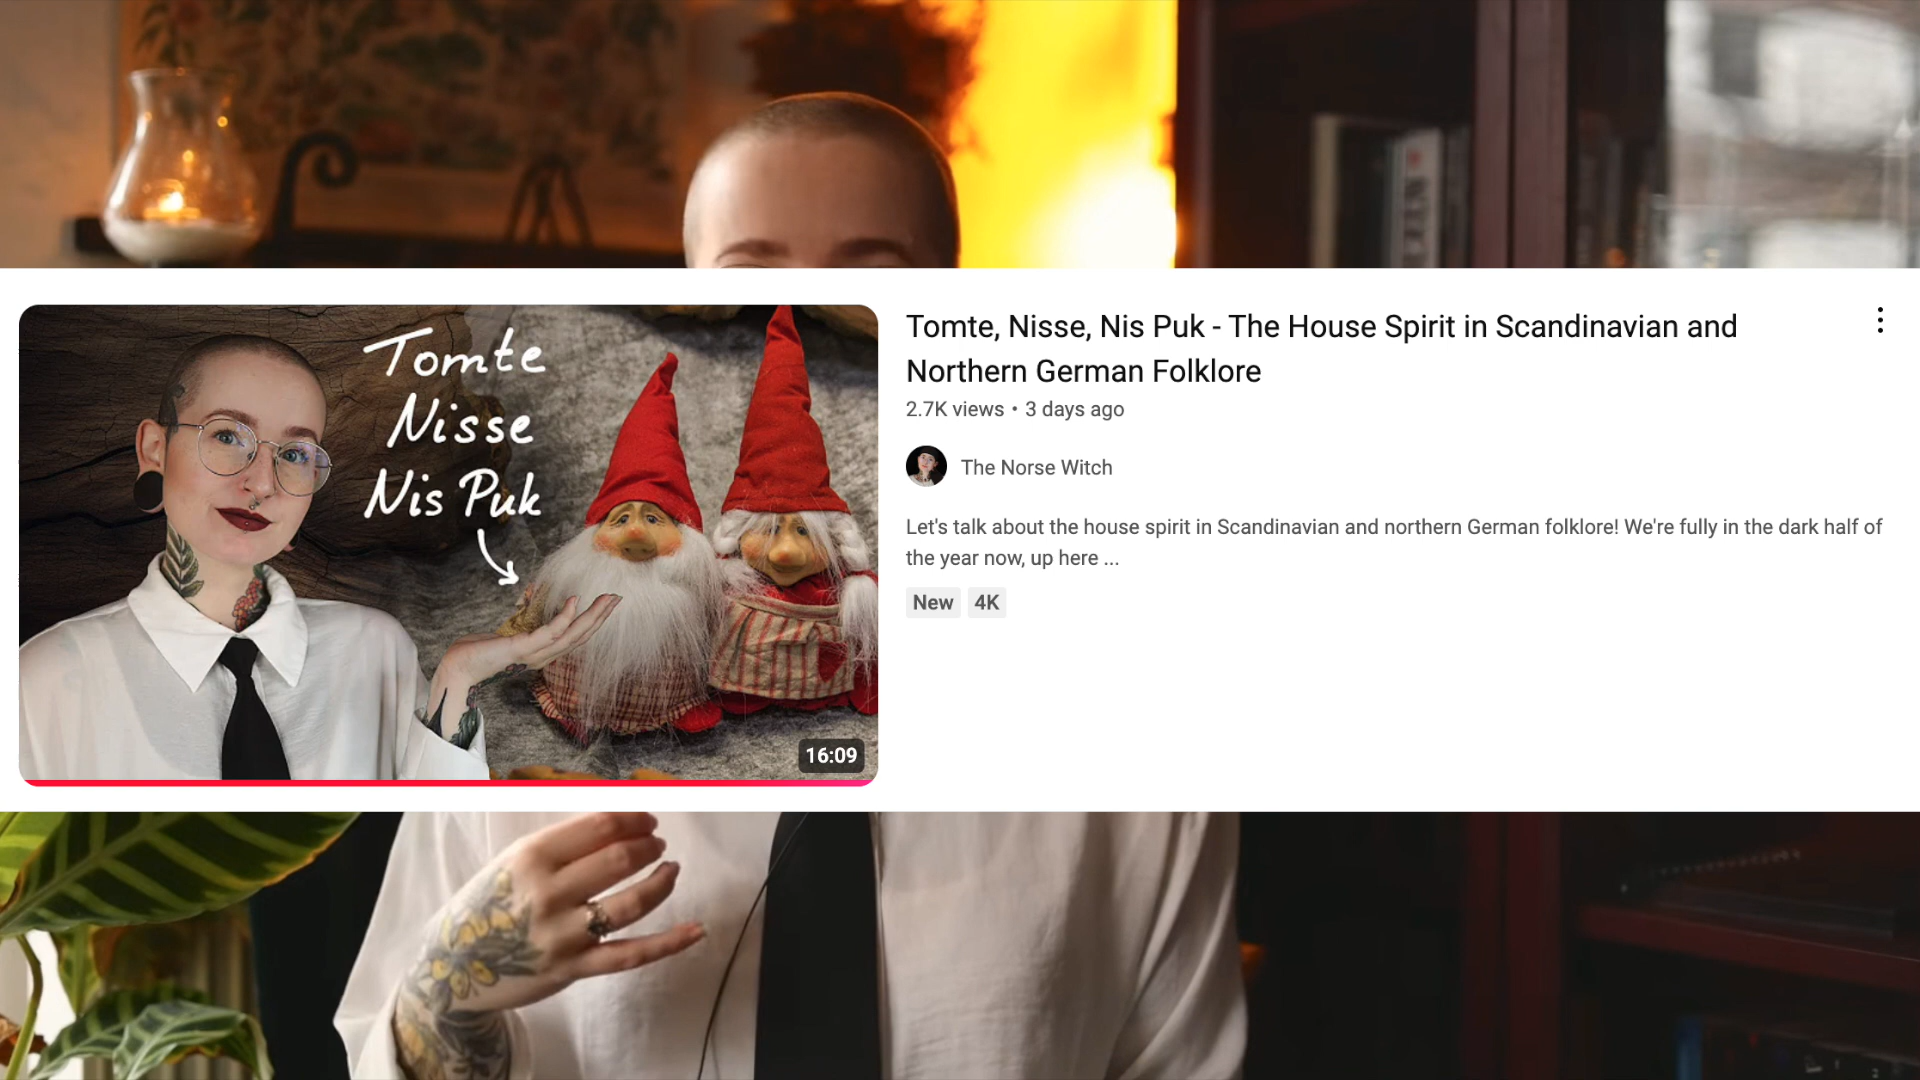 Tomte
Nisse
Nis Puk
16:09
Tomte, Nisse, Nis Puk - The House Spirit in Scandinavian and
Northern German Folklore
2.7K views • 3 days ago
The Norse Witch
Let's talk about the house spirit in Scandinavian and northern German folklore! We're fully in the dark half of
the year now, up here ...
New 4K